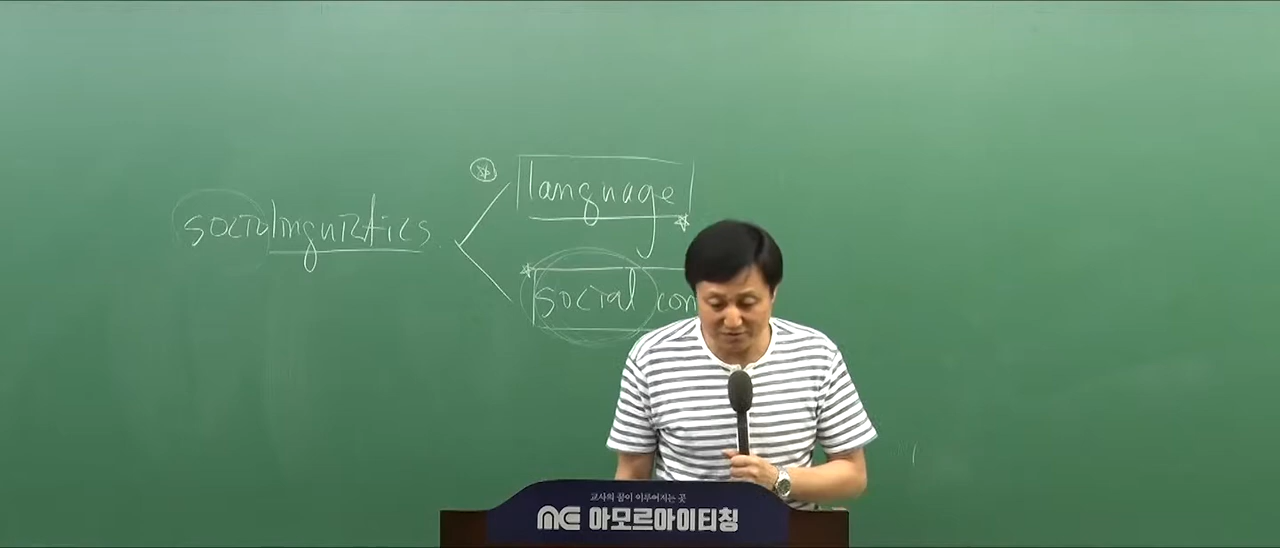 sociolinguistics
language
social con
교사의 꿈이 이루어지는 곳
아모르아이티칭